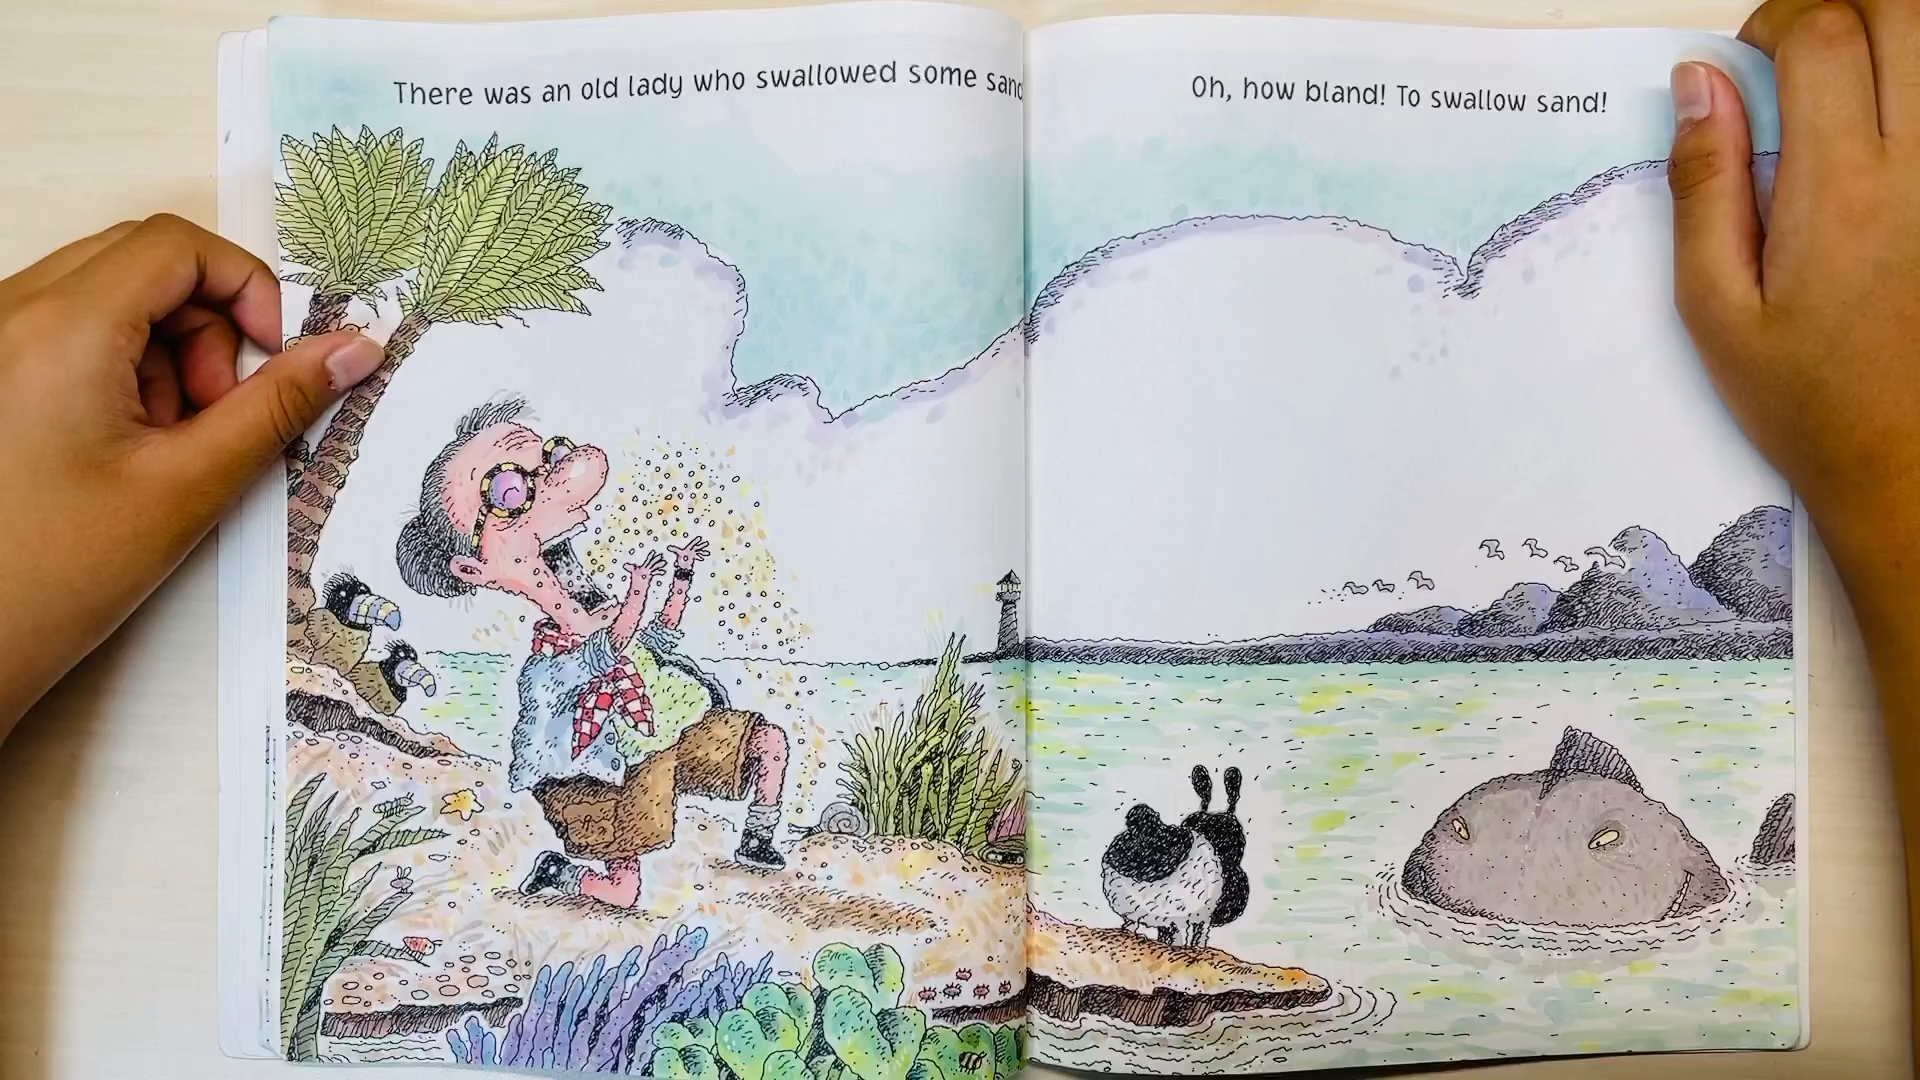 There was an old lady who swallowed some sand
Oh, how bland! To swallow sand!